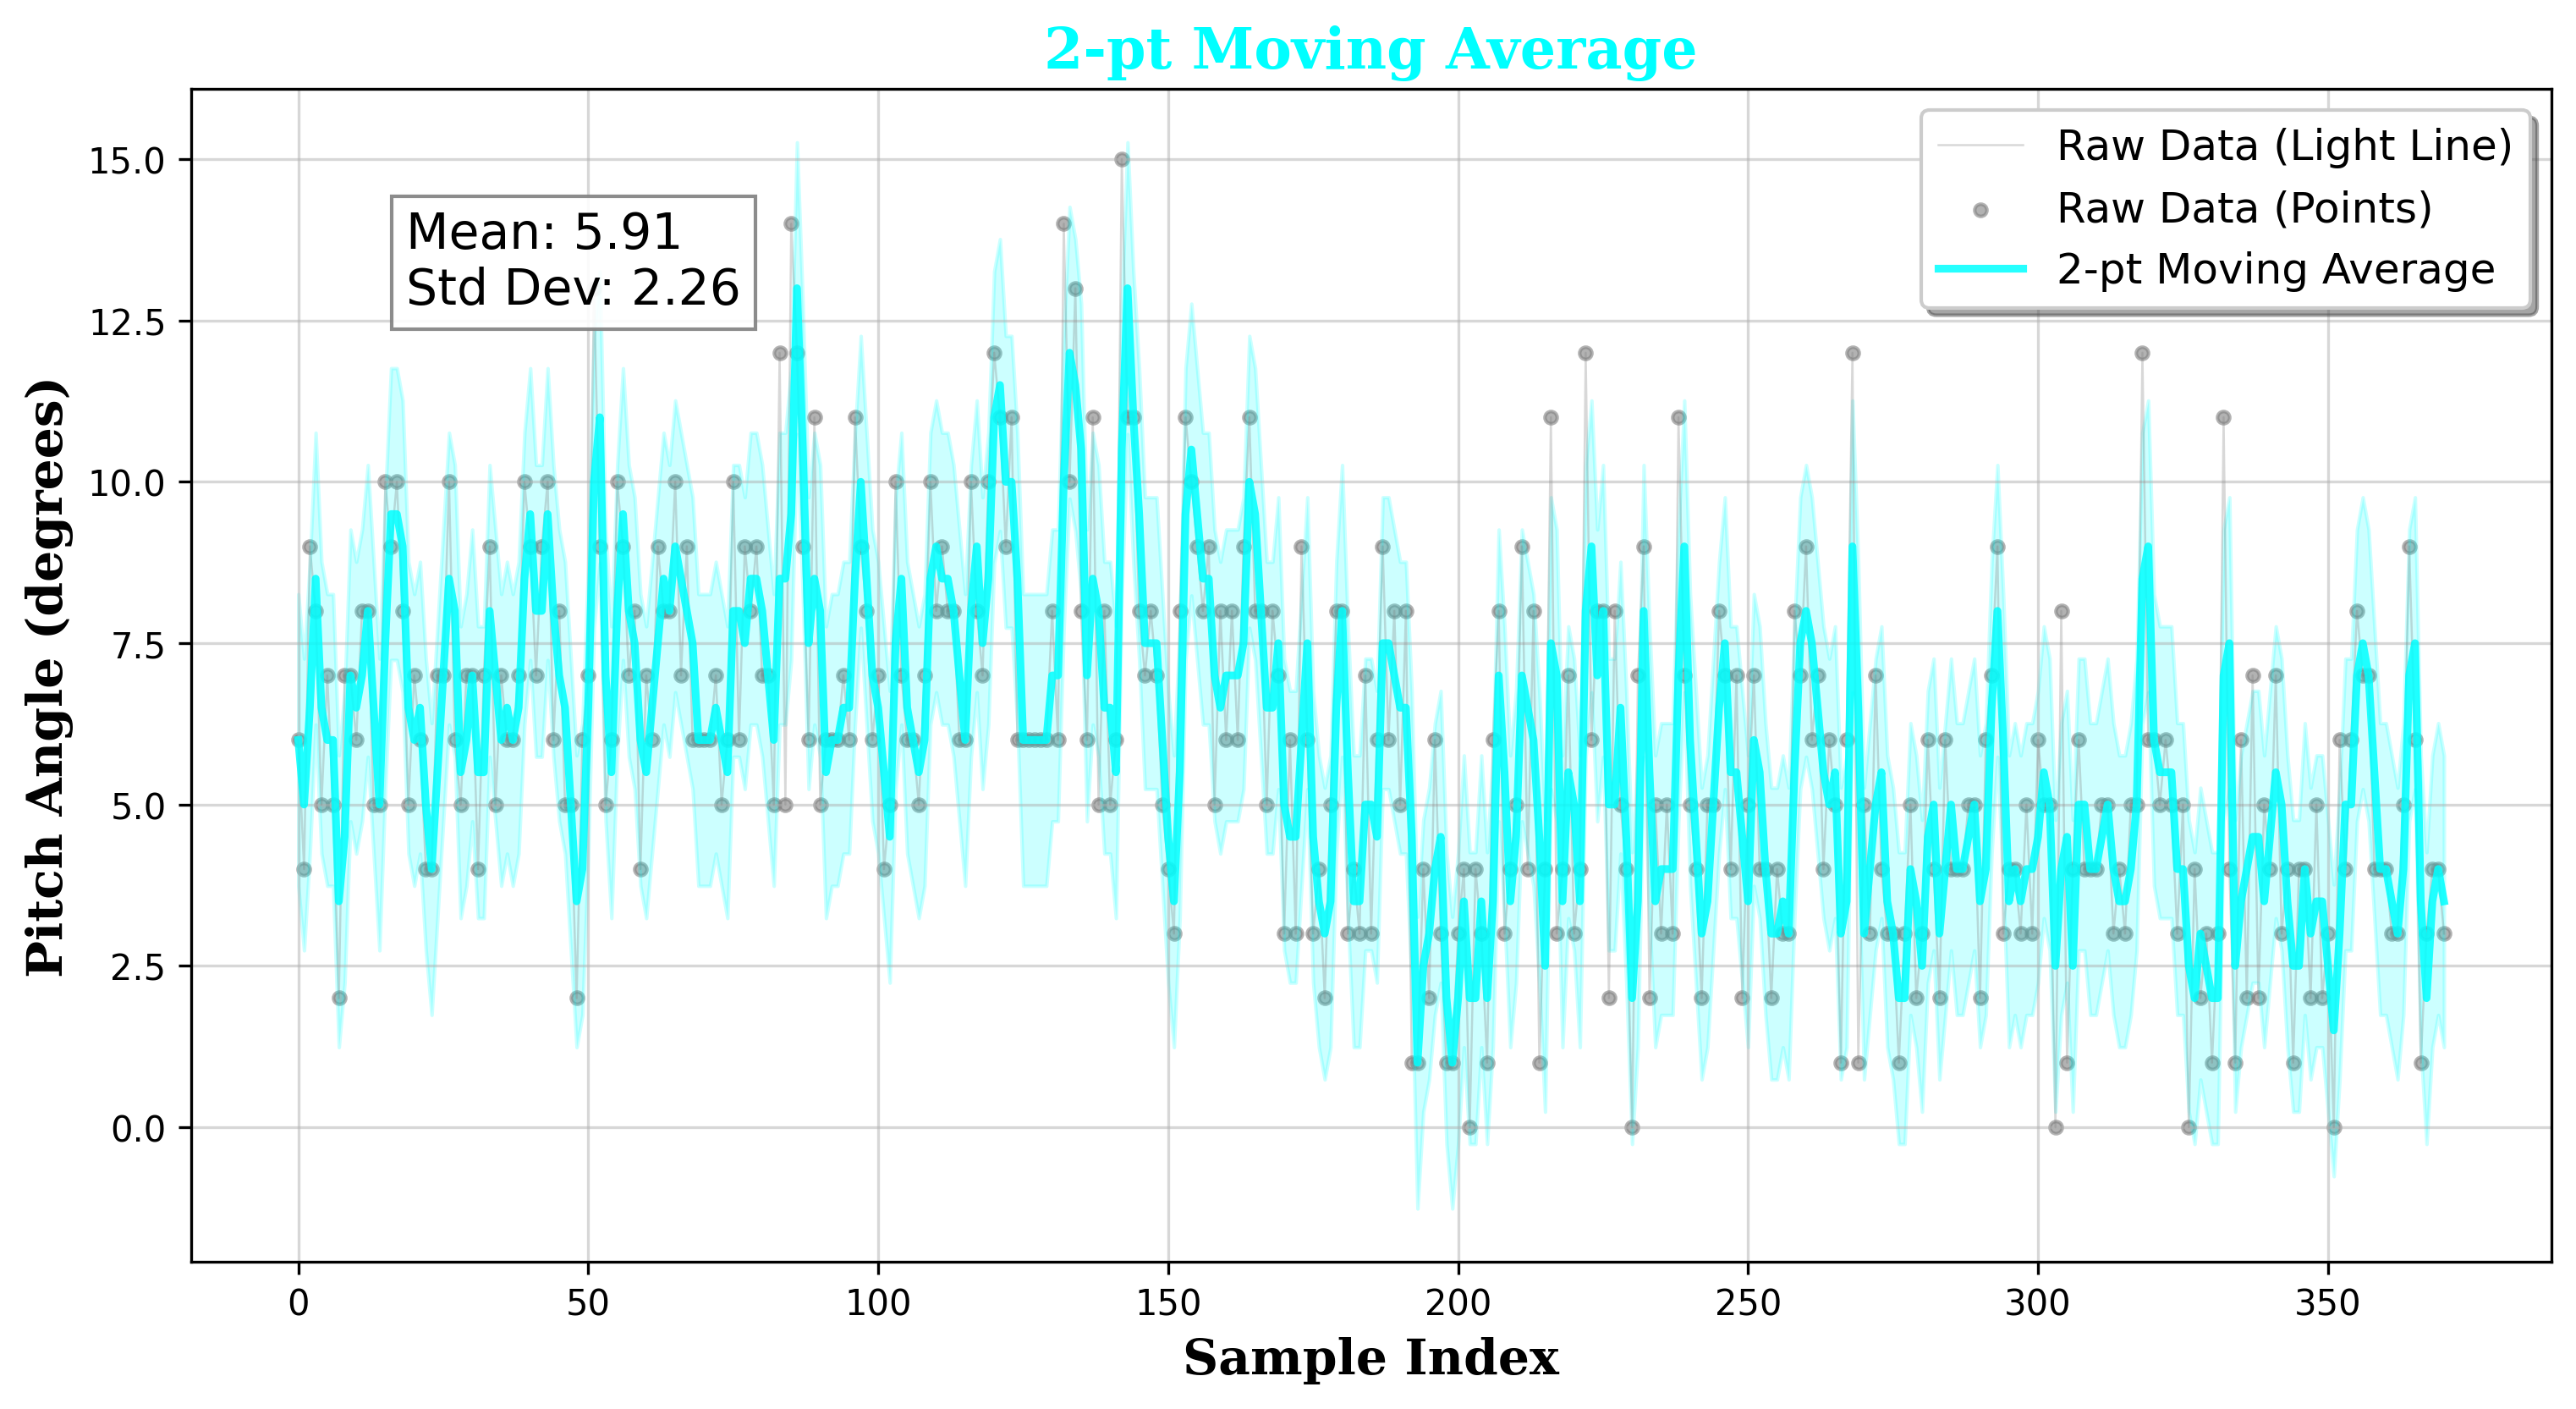 2-pt Moving Average
Raw Data (Light Line)
Raw Data (Points)
2-pt Moving Average
Mean: 5.91
Std Dev: 2.26
Pitch Angle (degrees)
15.0
12.5
10.0
7.5
5.0
2.5
0.0
0 50 100 150 200 250 300 350
Sample Index